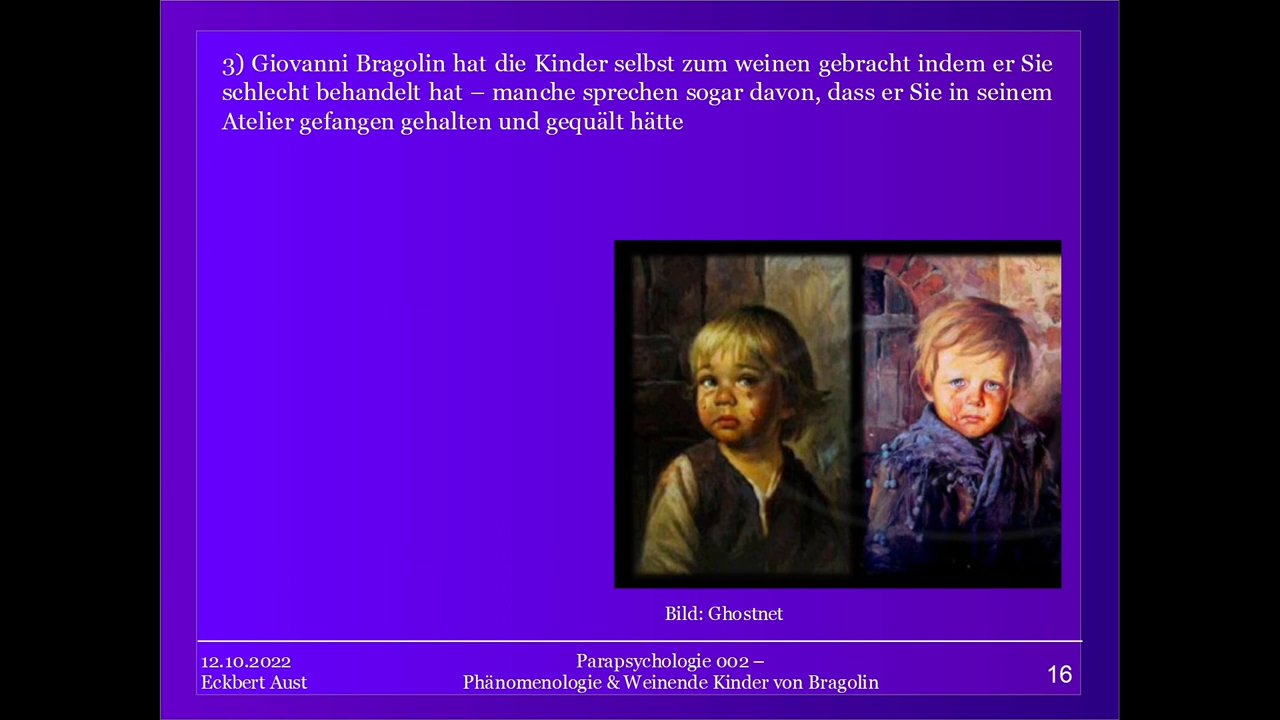 3) Giovanni Bragolin hat die Kinder selbst zum weinen gebracht indem er Sie
schlecht behandelt hat – manche sprechen sogar davon, dass er Sie in seinem
Atelier gefangen gehalten und gequält hätte
Bild: Ghostnet
12.10.2022
Eckbert Aust
Parapsychologie 002 –
Phänomenologie & Weinende Kinder von Bragolin
16